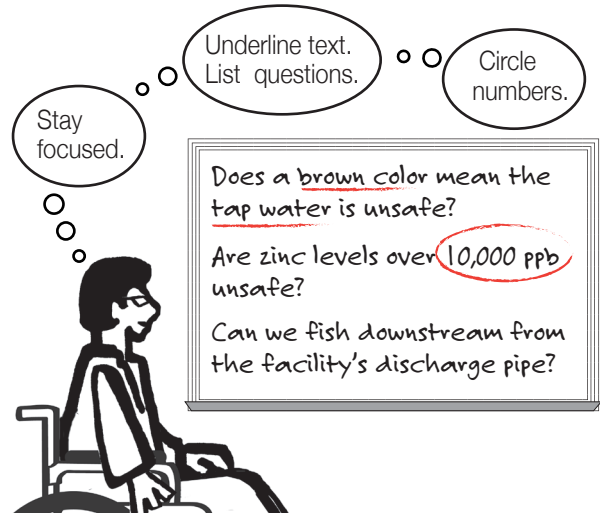 Stay
focused.
Underline text.
List questions.
Circle
numbers.
Does a brown color mean the
tap water is unsafe?
Are zinc levels over 10,000 ppb
unsafe?
Can we fish downstream from
the facility's discharge pipe?